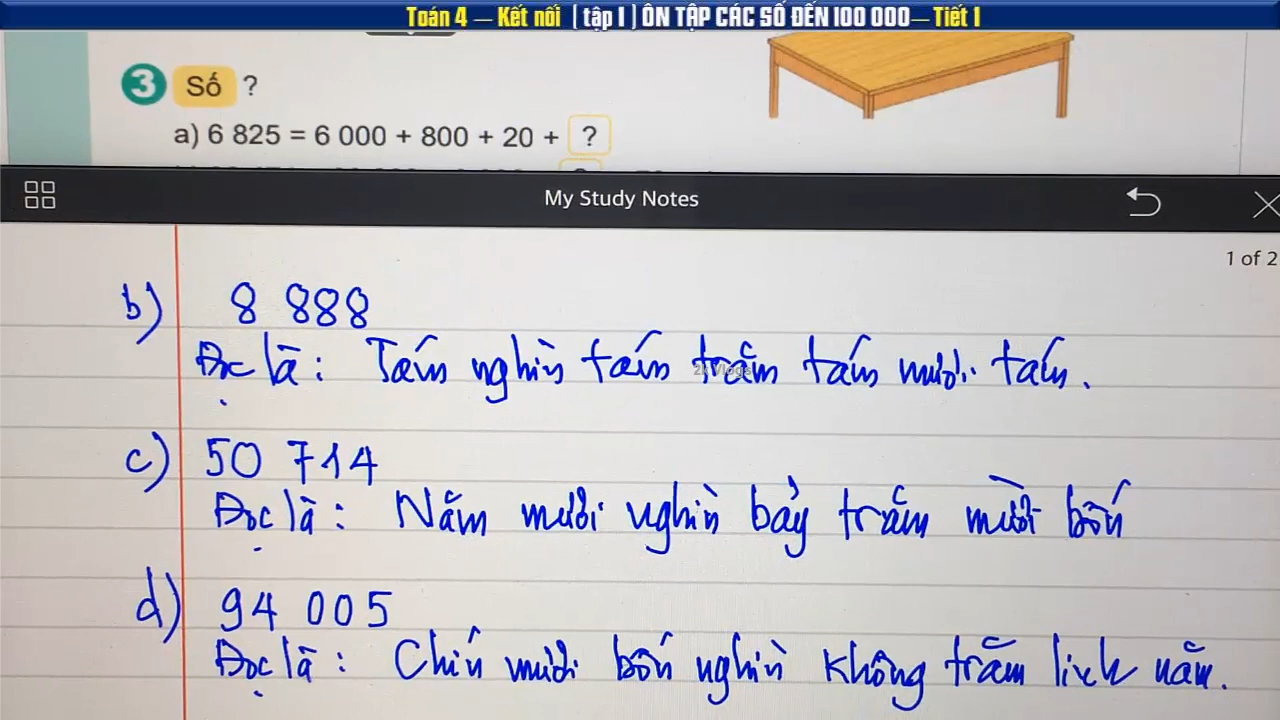 Toán 4 — Kết nối ( tập 1 ) ÔN TẬP CÁC SỐ ĐẾN 100 000— Tiết 1
3 Số ?
a) 6 825 = 6 000 + 800 + 20 + ?
My Study Notes
1 of 2
b) 8 888
Đọc là : Tám nghìn tám trăm tám mươi tám.
2k Vlogs
c) 50 714
Đọc là : Năm mươi nghìn bảy trăm mười bốn
d) 94 005
Đọc là : Chín mươi bốn nghìn không trăm linh năm.